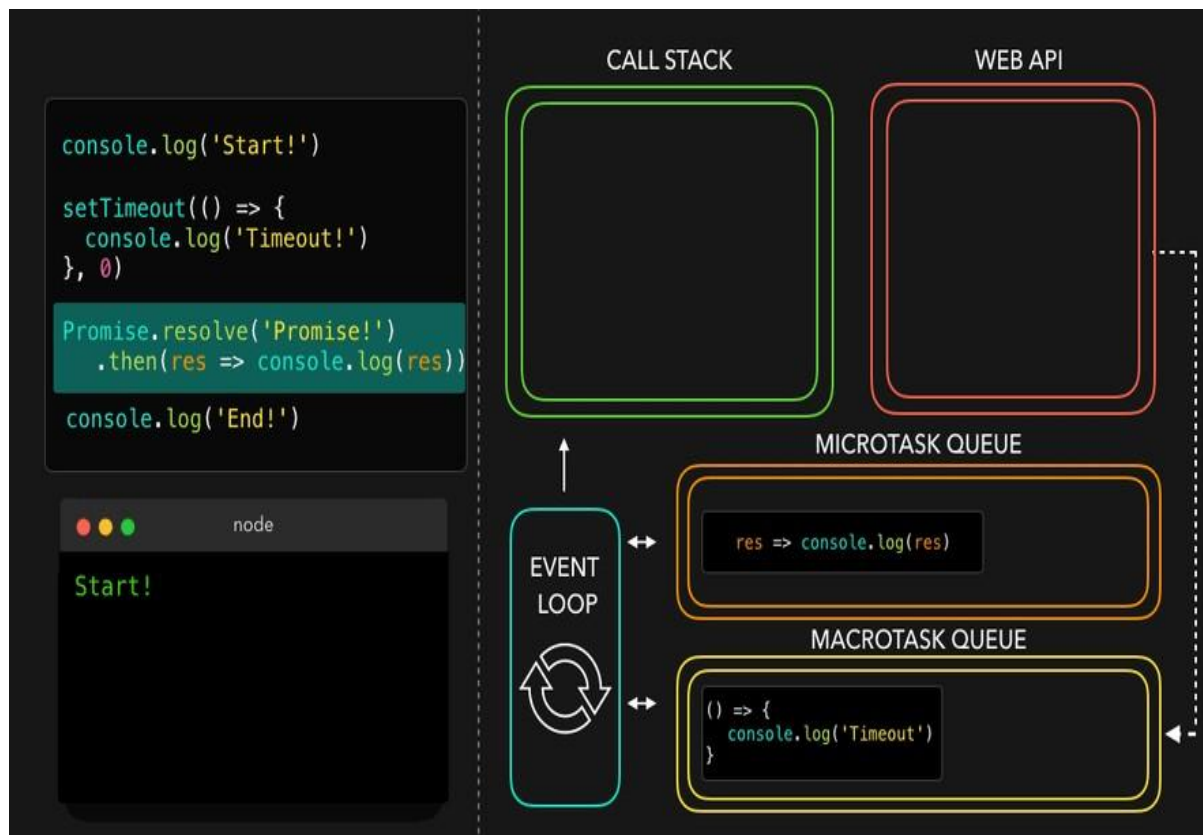 console.log('Start!')
setTimeout(() => {
console.log('Timeout!')
}, 0)
Promise.resolve('Promise!')
.then(res => console.log(res))
console.log('End!')
node
Start!
CALL STACK
WEB API
MICROTASK QUEUE
res => console.log(res)
EVENT
LOOP
MACROTASK QUEUE
() => {
console.log('Timeout')
}